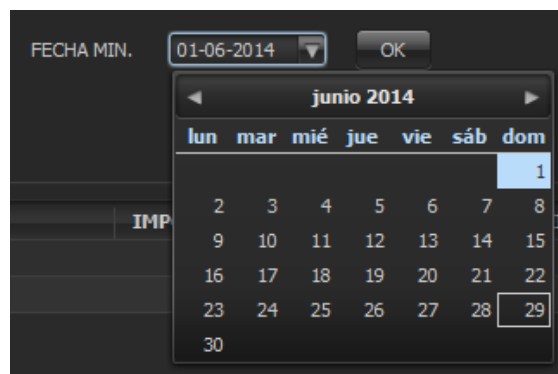 FECHA MIN. 01-06-2014 OK
junio 2014
lun mar mié jue vie sáb dom
1
2 3 4 5 6 7 8
IMP
9 10 11 12 13 14 15
16 17 18 19 20 21 22
23 24 25 26 27 28 29
30